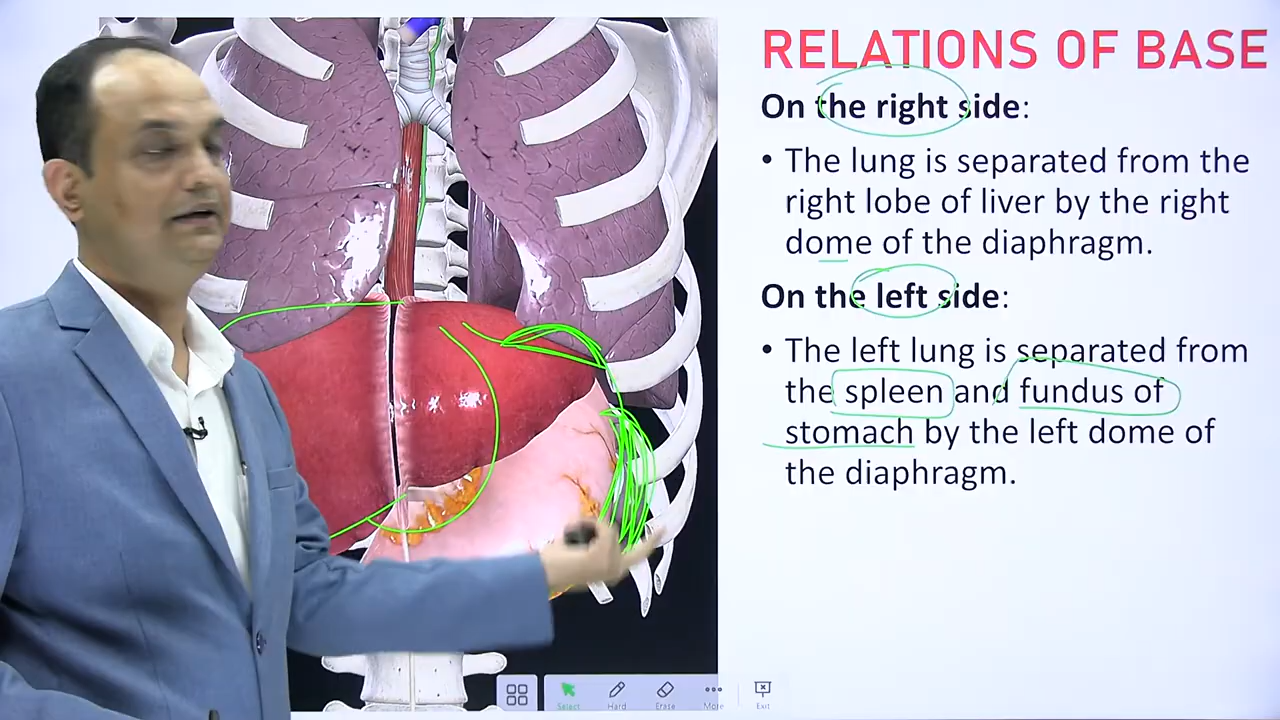 RELATIONS OF BASE
On the right side:
• The lung is separated from the
right lobe of liver by the right
dome of the diaphragm.
On the left side:
• The left lung is separated from
the spleen and fundus of
stomach by the left dome of
the diaphragm.
Select
Hard
Erase
More
Exit